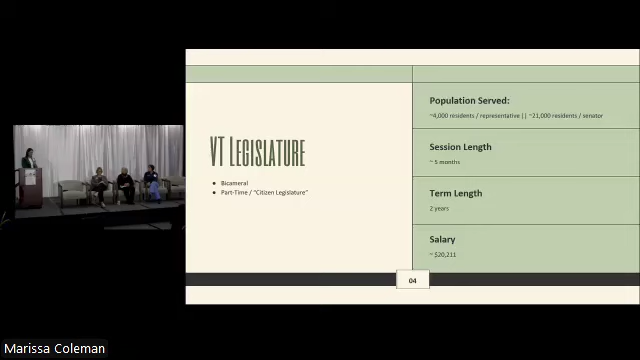 VT Legislature
● Bicameral
● Part-Time / "Citizen Legislature"
Population Served:
~4,000 residents / representative || ~21,000 residents / senator
Session Length
~ 5 months
Term Length
2 years
Salary
~ $20,211
04
Marissa Coleman